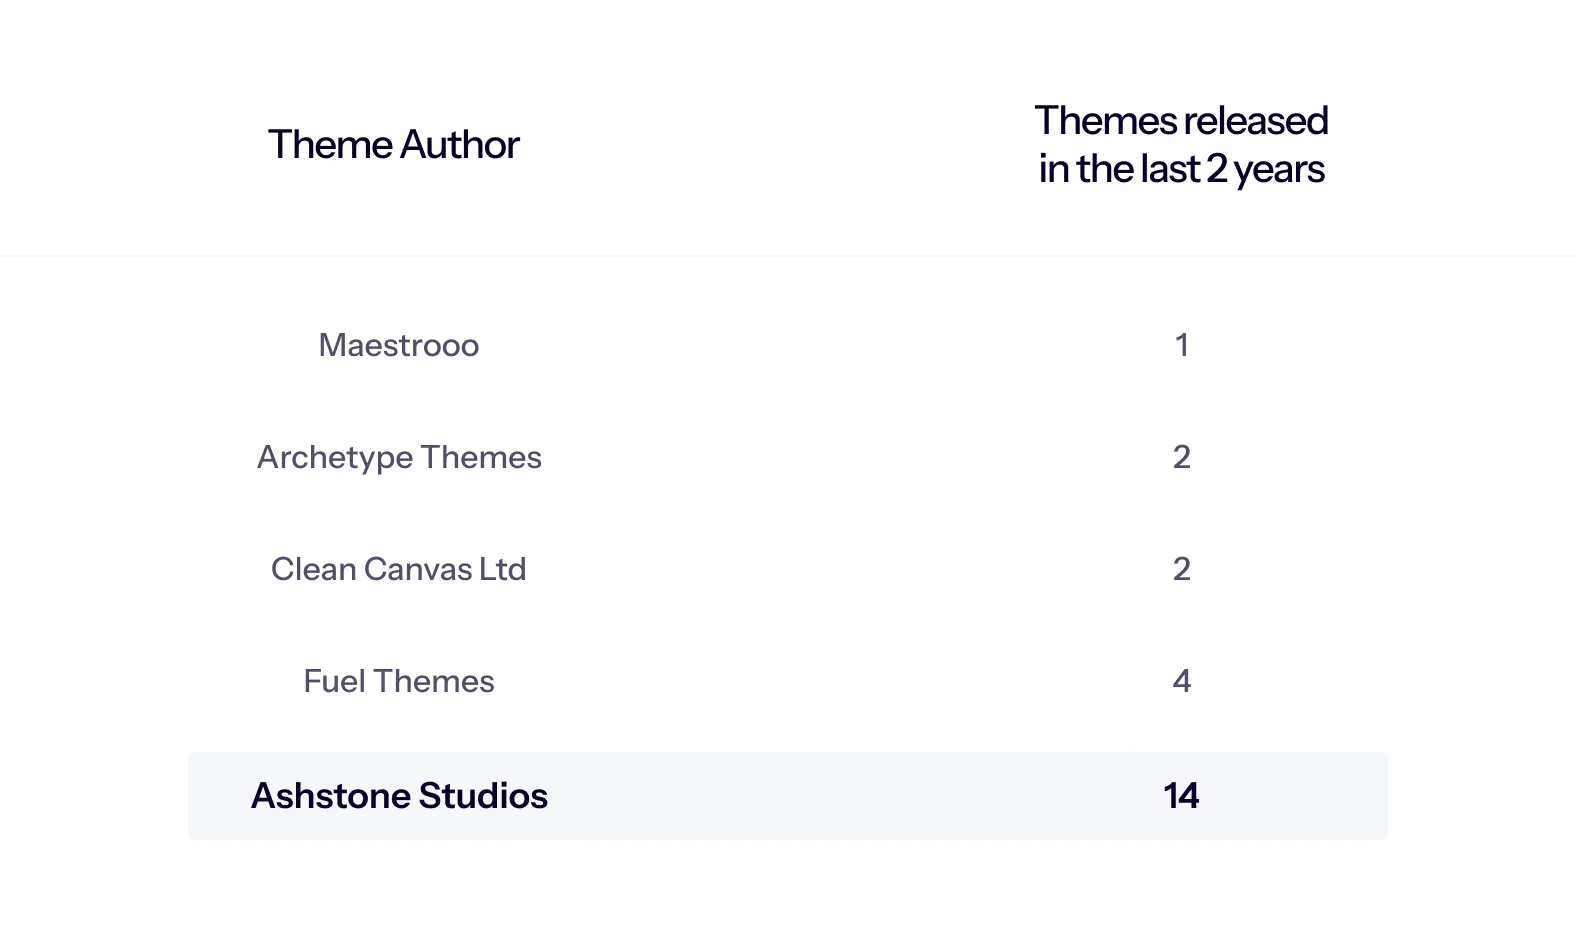 Theme Author
Themes released
in the last 2 years
Maestrooo
1
Archetype Themes
2
Clean Canvas Ltd
2
Fuel Themes
4
Ashstone Studios
14